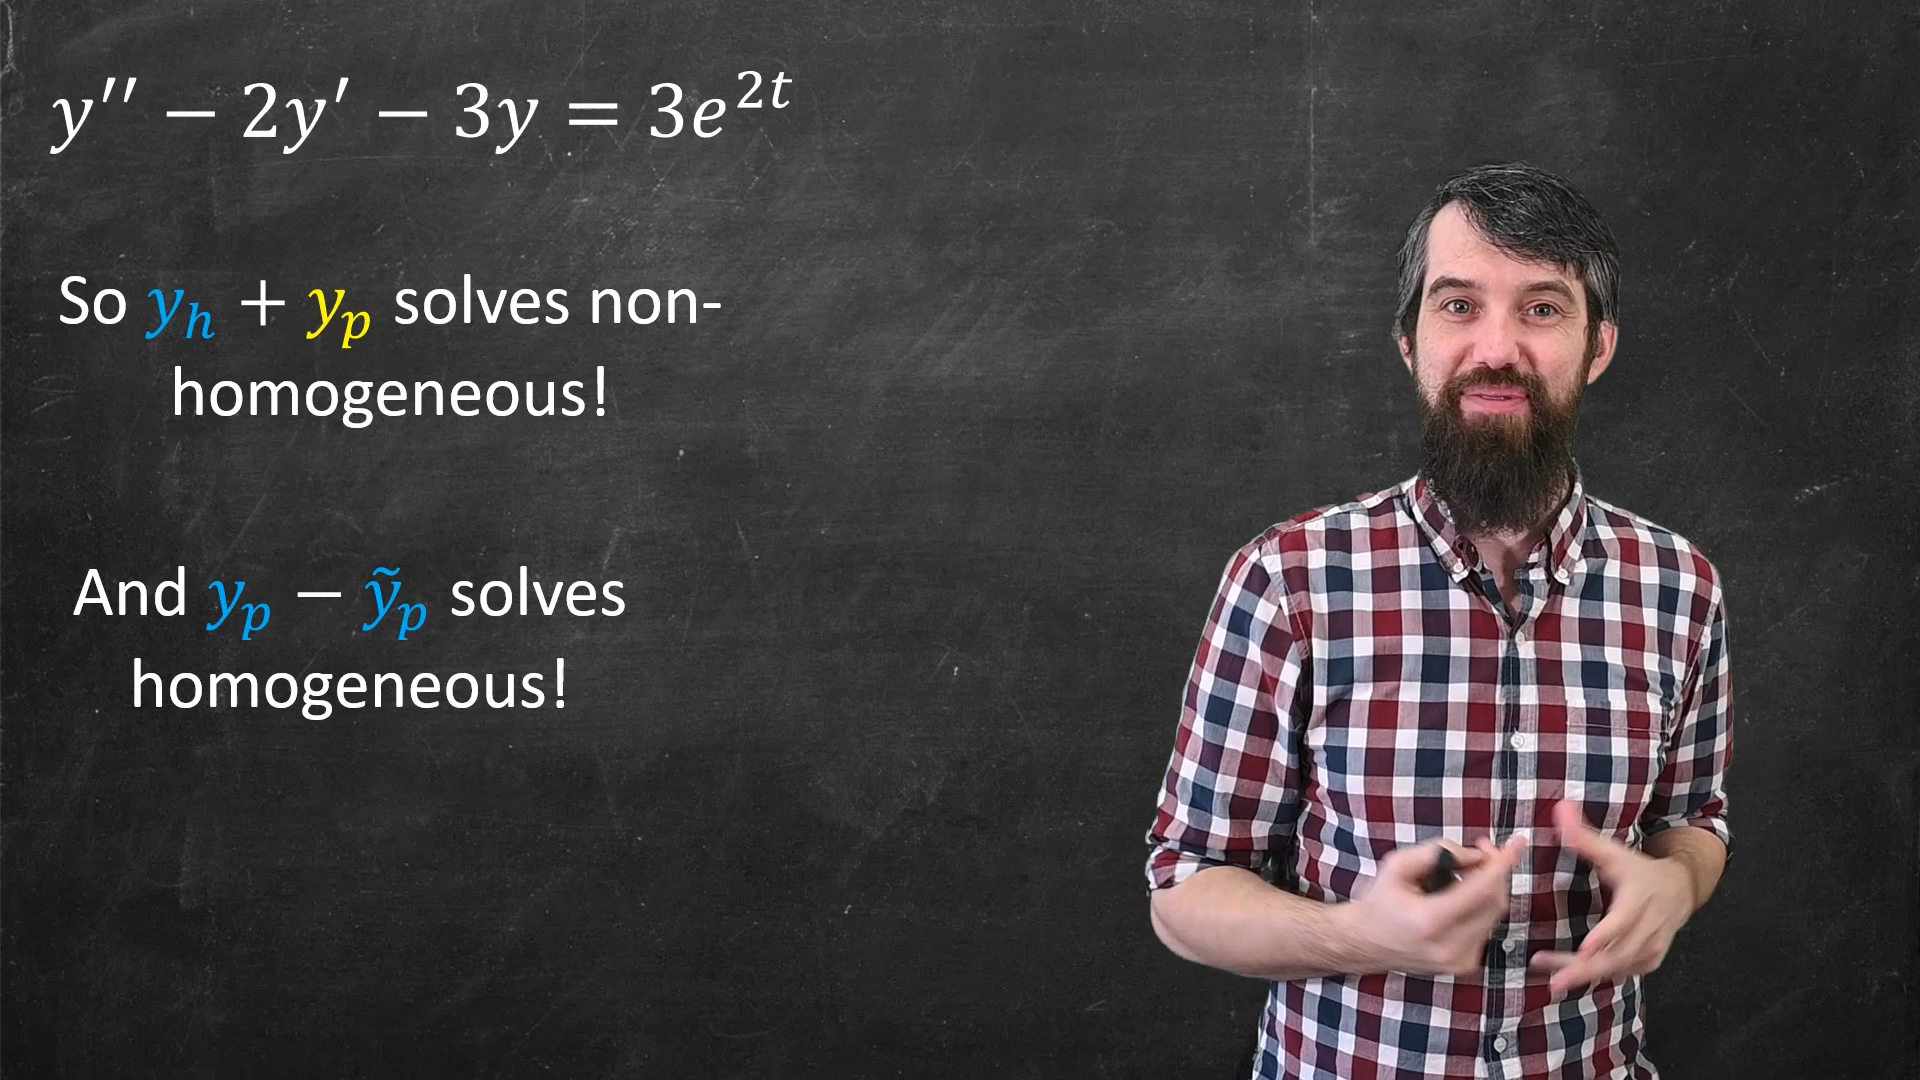 y′′ − 2y′ − 3y = 3e^{2t}
So y_h + y_p solves non-
homogeneous!
And y_p − ỹ_p solves
homogeneous!